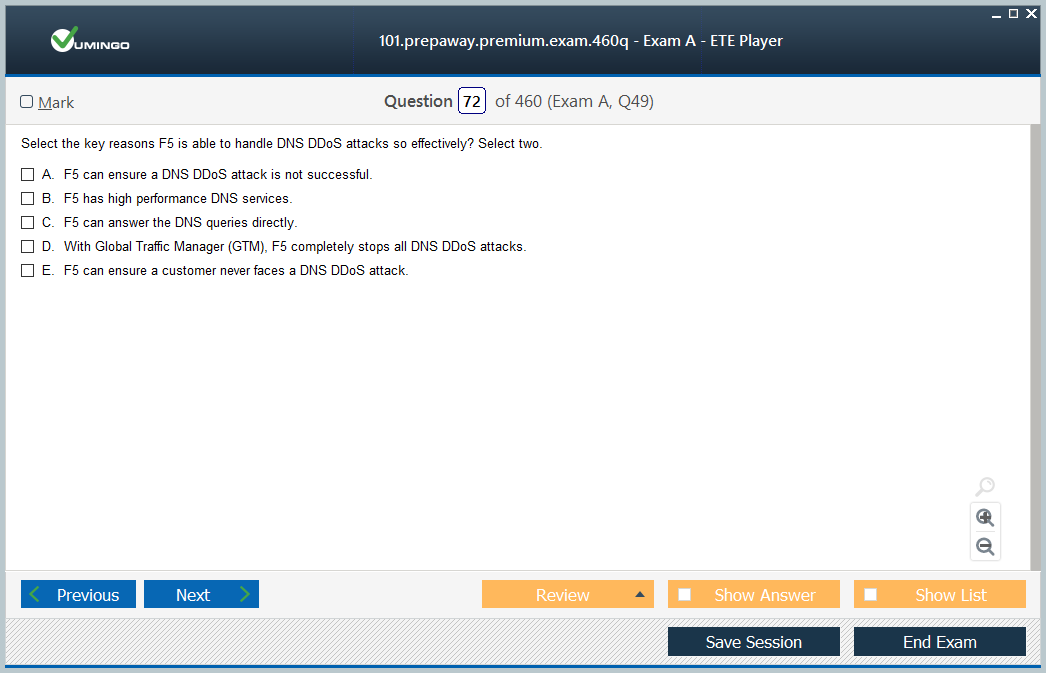 VUMINGO
101.prepaway.premium.exam.460q - Exam A - ETE Player
Mark
Question 72 of 460 (Exam A, Q49)
Select the key reasons F5 is able to handle DNS DDoS attacks so effectively? Select two.
A. F5 can ensure a DNS DDoS attack is not successful.
B. F5 has high performance DNS services.
C. F5 can answer the DNS queries directly.
D. With Global Traffic Manager (GTM), F5 completely stops all DNS DDoS attacks.
E. F5 can ensure a customer never faces a DNS DDoS attack.
Previous Next Review Show Answer Show List
Save Session End Exam